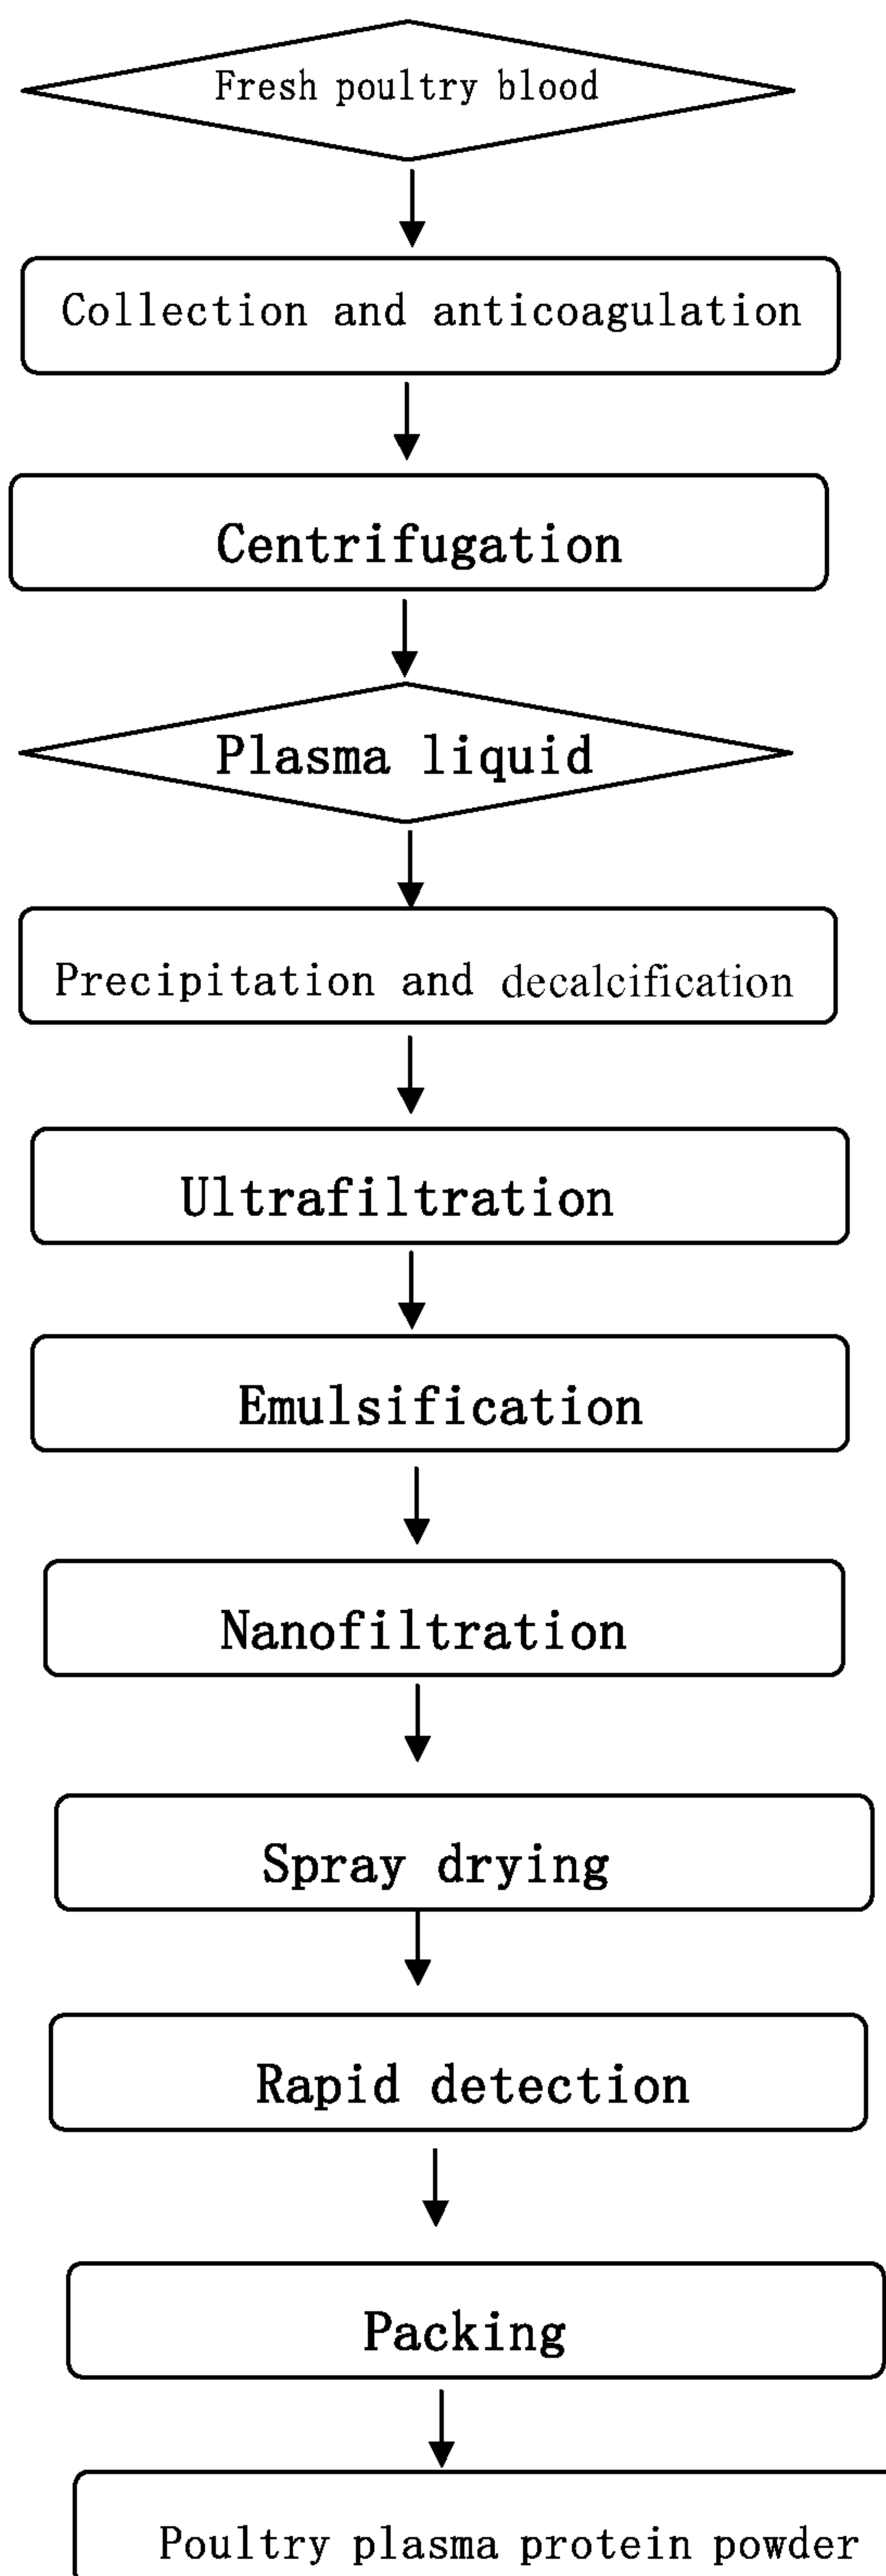 Fresh poultry blood
Collection and anticoagulation
Centrifugation
Plasma liquid
Precipitation and decalcification
Ultrafiltration
Emulsification
Nanofiltration
Spray drying
Rapid detection
Packing
Poultry plasma protein powder